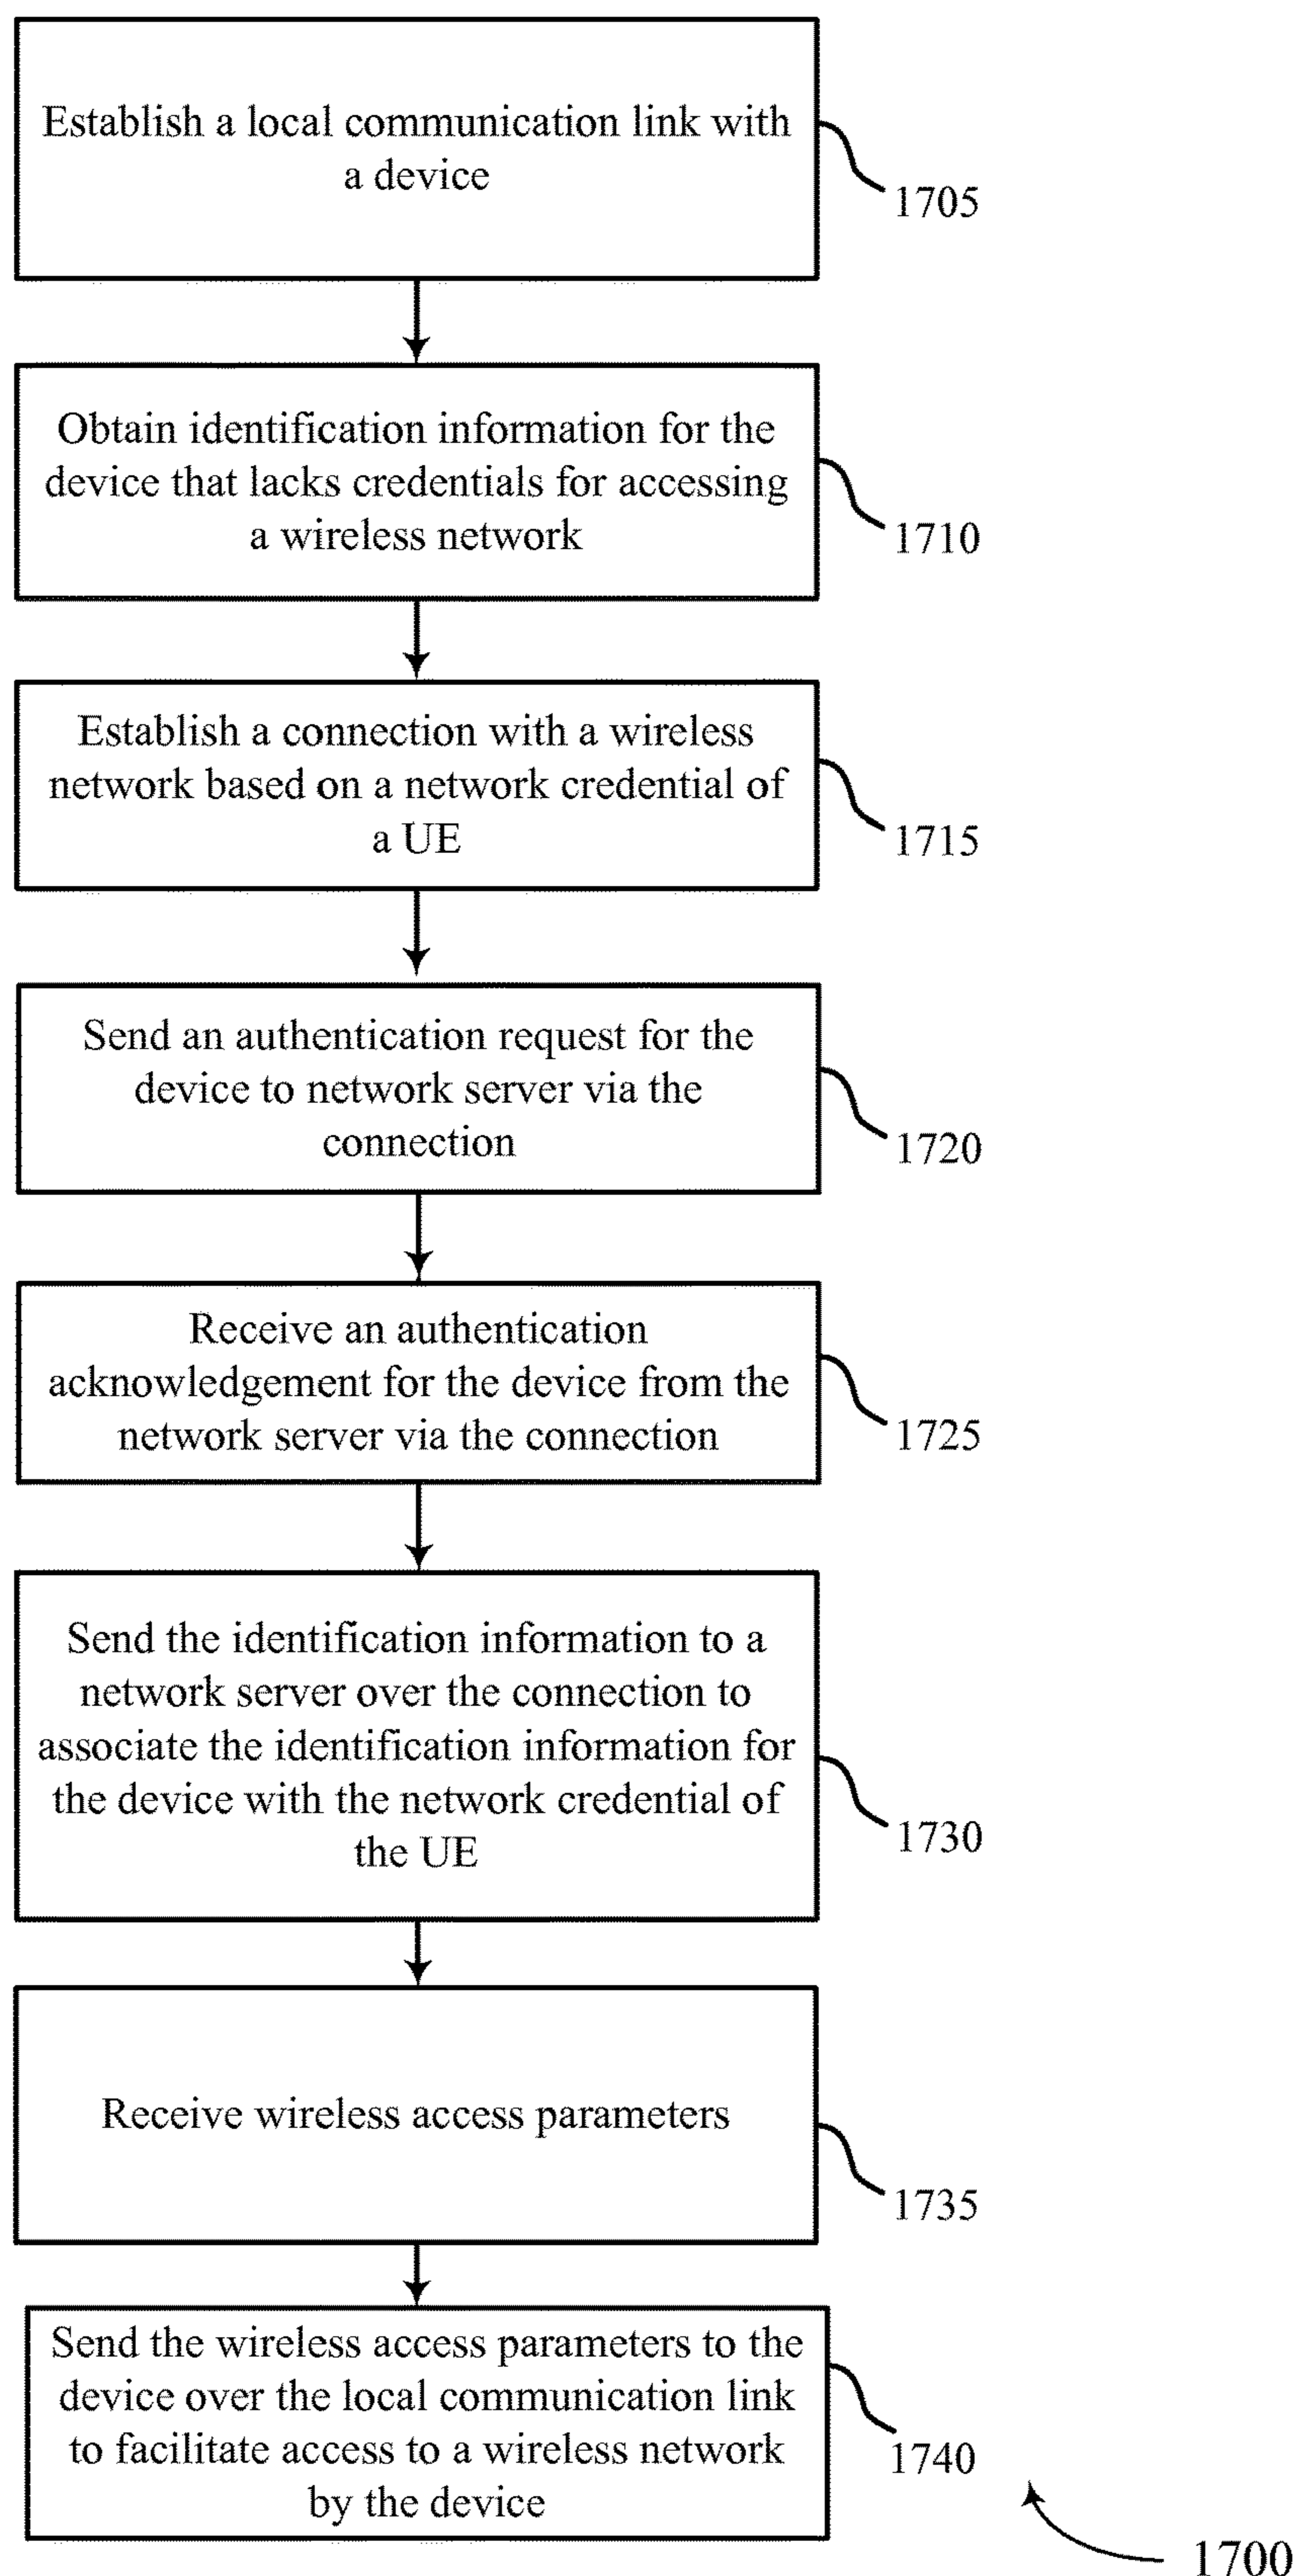 Establish a local communication link with
a device
1705
Obtain identification information for the
device that lacks credentials for accessing
a wireless network
1710
Establish a connection with a wireless
network based on a network credential of
a UE
1715
Send an authentication request for the
device to network server via the
connection
1720
Receive an authentication
acknowledgement for the device from the
network server via the connection
1725
Send the identification information to a
network server over the connection to
associate the identification information for
the device with the network credential of
the UE
1730
Receive wireless access parameters
1735
Send the wireless access parameters to the
device over the local communication link
to facilitate access to a wireless network
by the device
1740
1700